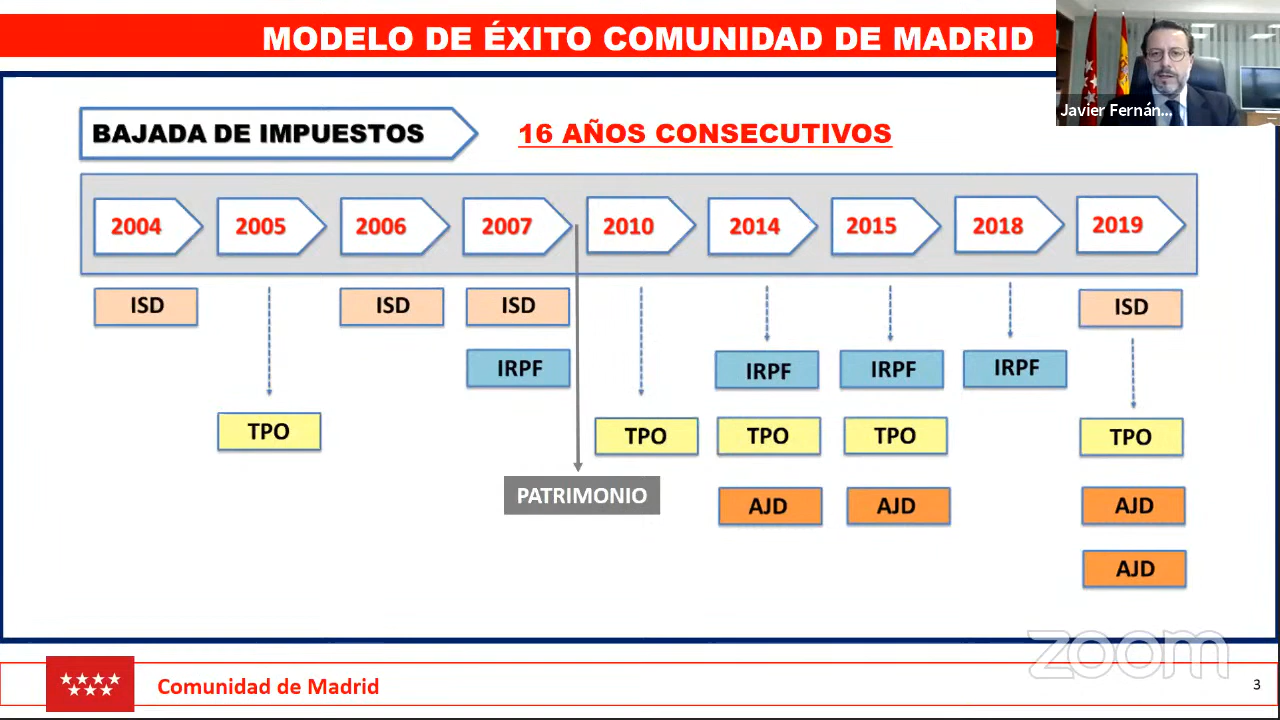 MODELO DE ÉXITO COMUNIDAD DE MADRID
Javier Fernán...
BAJADA DE IMPUESTOS
16 AÑOS CONSECUTIVOS
2004 2005 2006 2007 2010 2014 2015 2018 2019
ISD ISD ISD ISD
IRPF IRPF IRPF IRPF
TPO TPO TPO TPO TPO
PATRIMONIO
AJD AJD AJD
AJD
zoom
Comunidad de Madrid
3